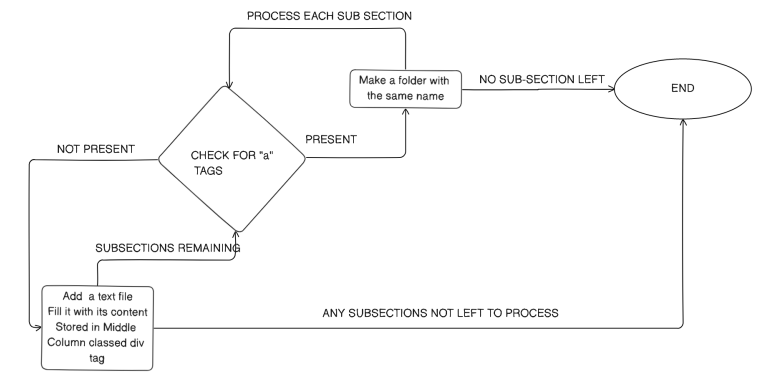 PROCESS EACH SUB SECTION
Make a folder with
the same name
NO SUB-SECTION LEFT
END
PRESENT
NOT PRESENT
CHECK FOR "a"
TAGS
SUBSECTIONS REMAINING
Add a text file
Fill it with its content
Stored in Middle
Column classed div
tag
ANY SUBSECTIONS NOT LEFT TO PROCESS